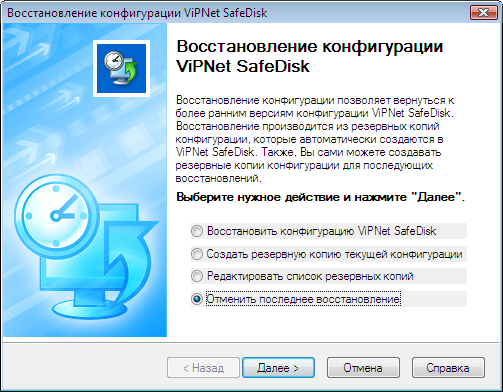 Восстановление конфигурации ViPNet SafeDisk
Восстановление конфигурации
ViPNet SafeDisk
Восстановление конфигурации позволяет вернуться к
более ранним версиям конфигурации ViPNet SafeDisk.
Восстановление производится из резервных копий
конфигурации, которые автоматически создаются в
ViPNet SafeDisk. Также, Вы сами можете создавать
резервные копии конфигурации для последующих
восстановлений.
Выберите нужное действие и нажмите "Далее".
Восстановить конфигурацию ViPNet SafeDisk
Создать резервную копию текущей конфигурации
Редактировать список резервных копий
Отменить последнее восстановление
< Назад
Далее >
Отмена
Справка